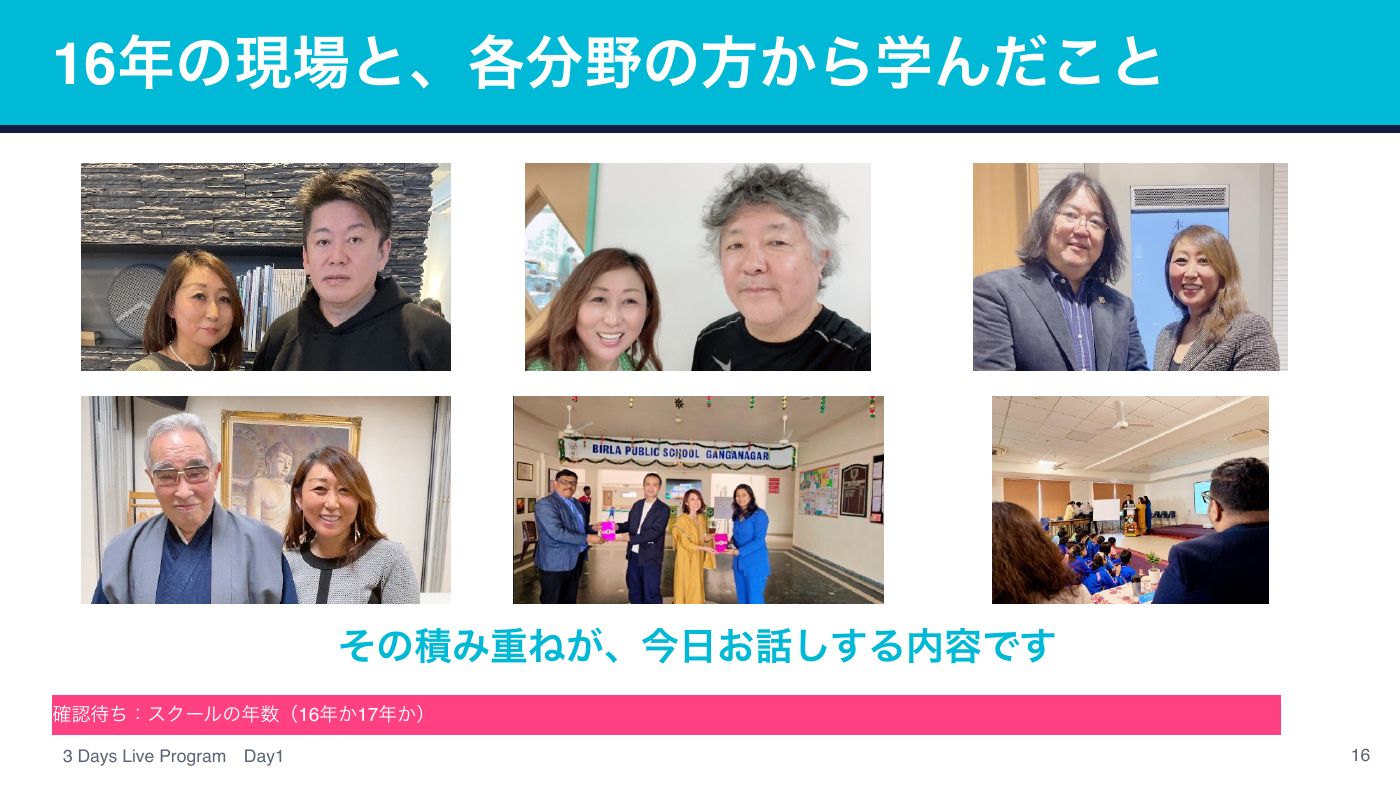 16年の現場と、各分野の方から学んだこと
BIRLA PUBLIC SCHOOL GANGANAGAR
その積み重ねが、今日お話しする内容です
確認待ち：スクールの年数（16年か17年か）
3 Days Live Program　Day1
16